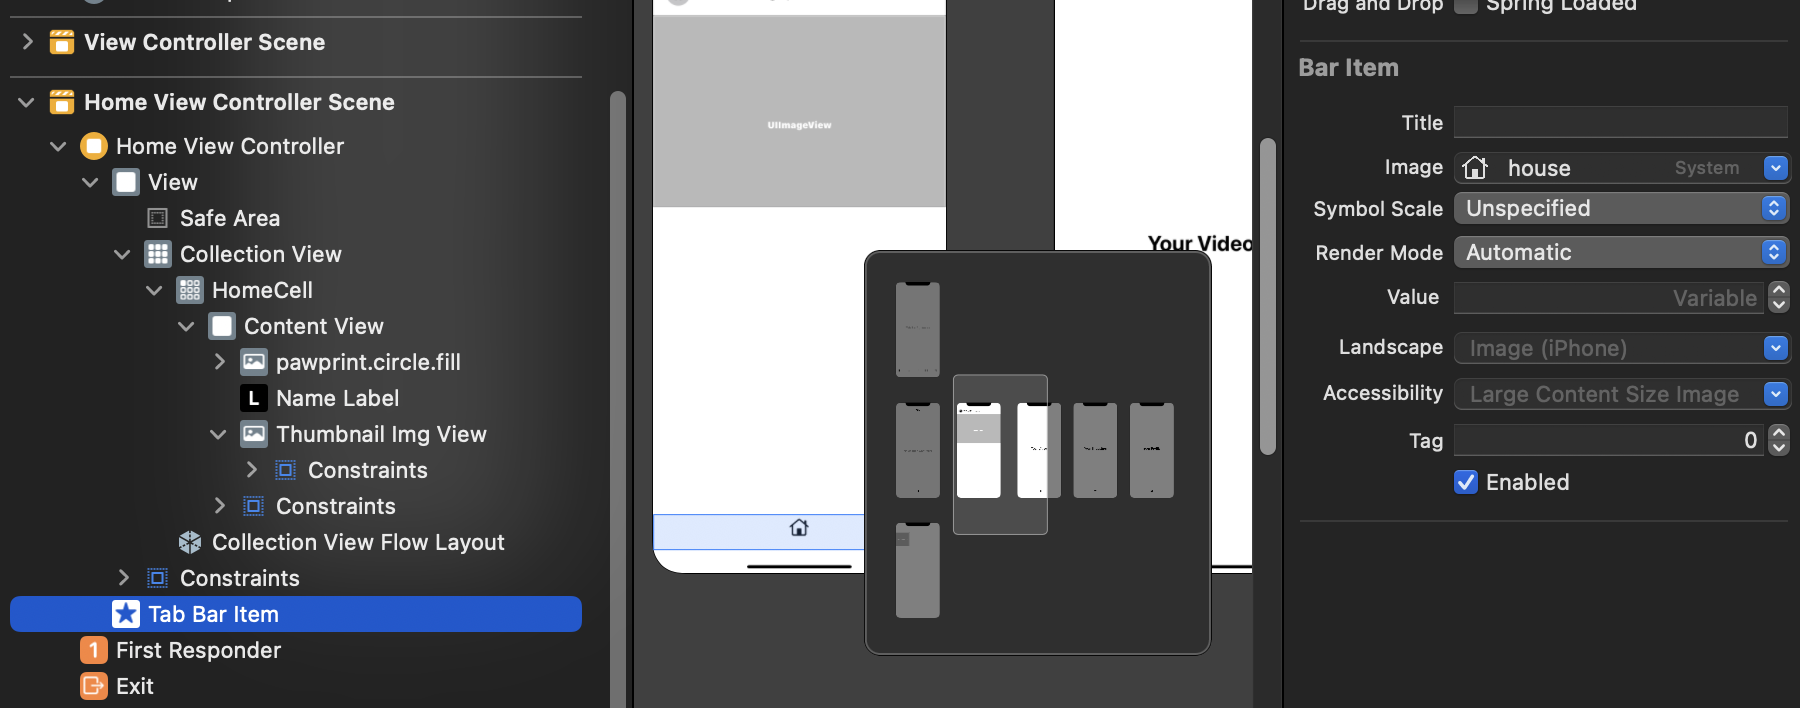 View Controller Scene
Home View Controller Scene
Home View Controller
View
Safe Area
Collection View
HomeCell
Content View
pawprint.circle.fill
L Name Label
Thumbnail Img View
Constraints
Constraints
Collection View Flow Layout
Constraints
Tab Bar Item
1 First Responder
Exit
UIImageView
Your Video
Drag and Drop Spring Loaded
Bar Item
Title
Image house System
Symbol Scale Unspecified
Render Mode Automatic
Value Variable
Landscape Image (iPhone)
Accessibility Large Content Size Image
Tag 0
Enabled